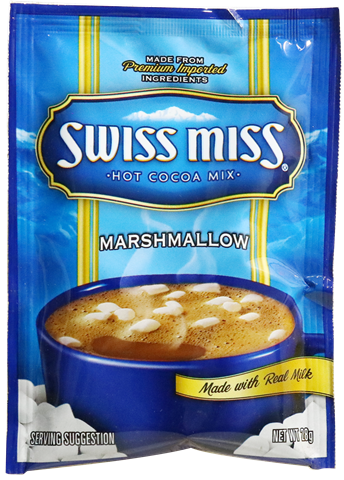 MADE FROM
Premium Imported
INGREDIENTS
SWISS MISS®
·HOT COCOA MIX·
MARSHMALLOW
Made with Real Milk
SERVING SUGGESTION
NET WT 28g